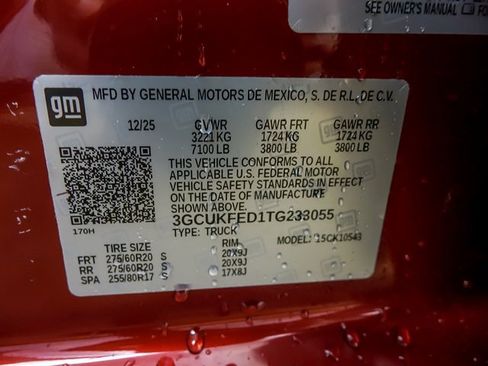 SEE OWNER'S MANUAL
gm
MFD BY GENERAL MOTORS DE MEXICO, S. DE R.L. DE C.V.
12/25 GVWR GAWR FRT GAWR RR
3221 KG 1724 KG 1724 KG
7100 LB 3800 LB 3800 LB
THIS VEHICLE CONFORMS TO ALL
APPLICABLE U.S. FEDERAL MOTOR
VEHICLE SAFETY STANDARDS IN EFFECT
ON THE DATE OF MANUFACTURE
SHOWN ABOVE.
3GCUKFED1TG233055
170H TYPE: TRUCK MODEL: 15CK10543
TIRE SIZE RIM
FRT 275/60R20 S 20X9J
RR 275/60R20 S 20X9J
SPA 255/80R17 S 17X8J